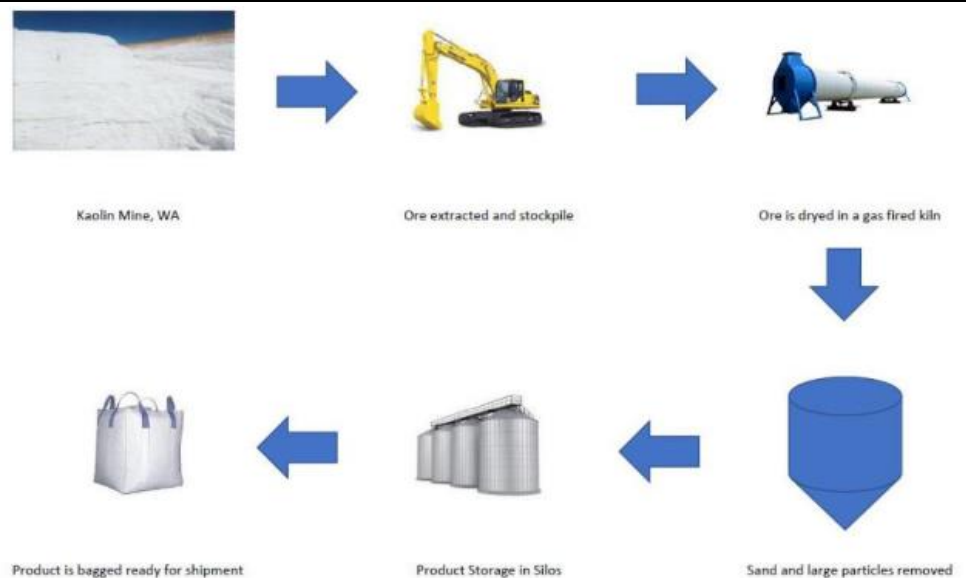 Kaolin Mine, WA
Ore extracted and stockpile
Ore is dryed in a gas fired kiln
Sand and large particles removed
Product Storage in Silos
Product is bagged ready for shipment